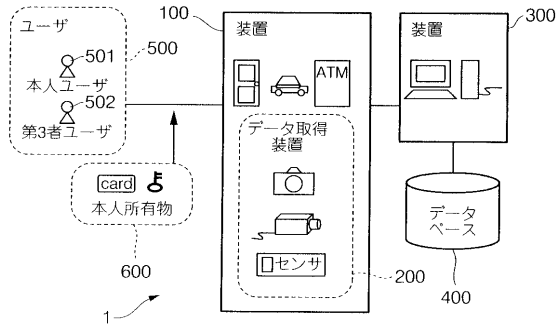 ユーザ
501
本人ユーザ
502
第3者ユーザ
500
card
本人所有物
600
1
100
装置
ATM
データ取得
装置
センサ
200
300
装置
データ
ベース
400